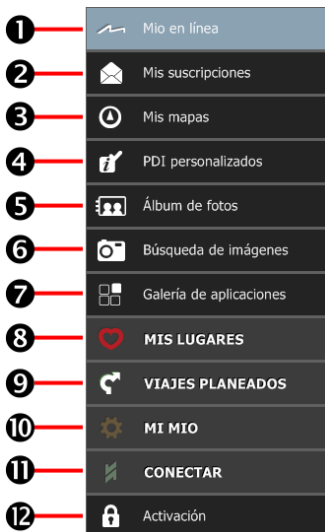 1 Mio en línea
2 Mis suscripciones
3 Mis mapas
4 PDI personalizados
5 Álbum de fotos
6 Búsqueda de imágenes
7 Galería de aplicaciones
8 MIS LUGARES
9 VIAJES PLANEADOS
10 MI MIO
11 CONECTAR
12 Activación